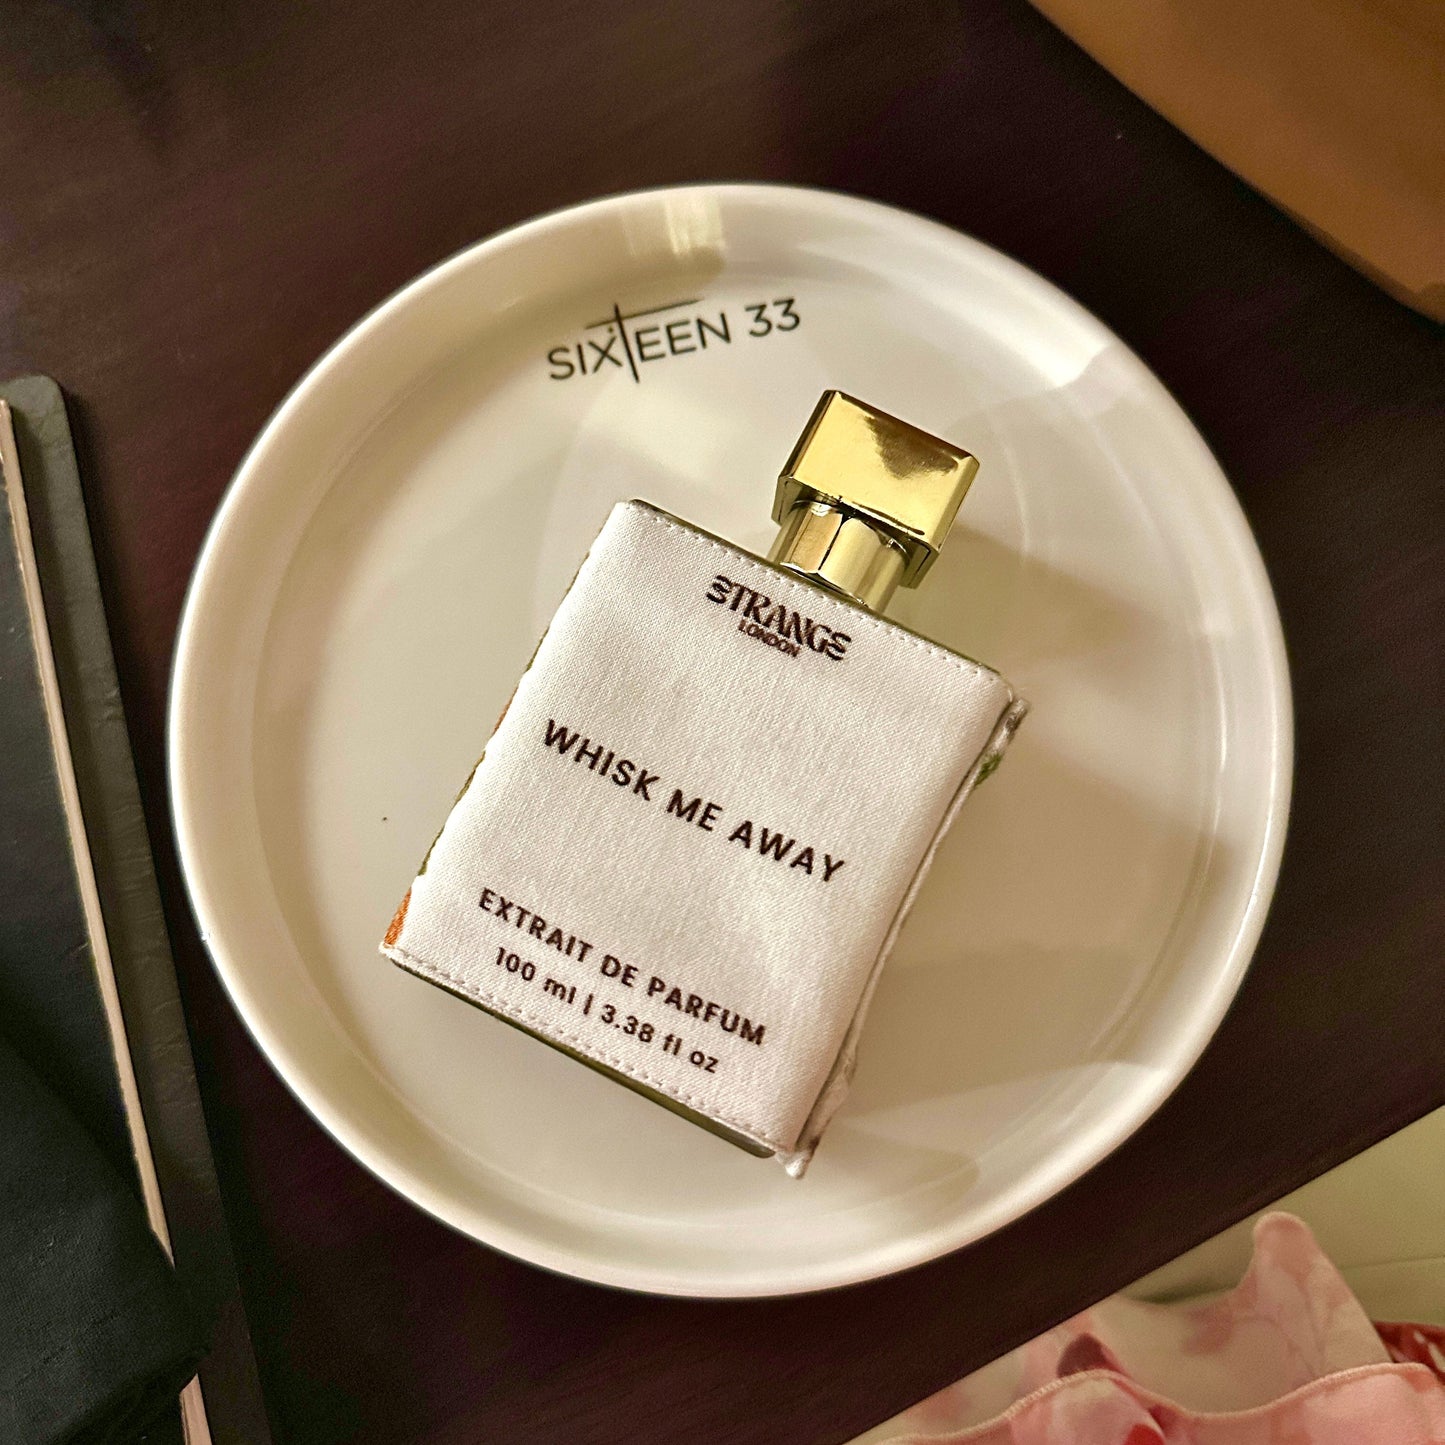 SIXTEEN 33
STRANGE
LONDON
WHISK ME AWAY
EXTRAIT DE PARFUM
100 ml | 3.38 fl oz